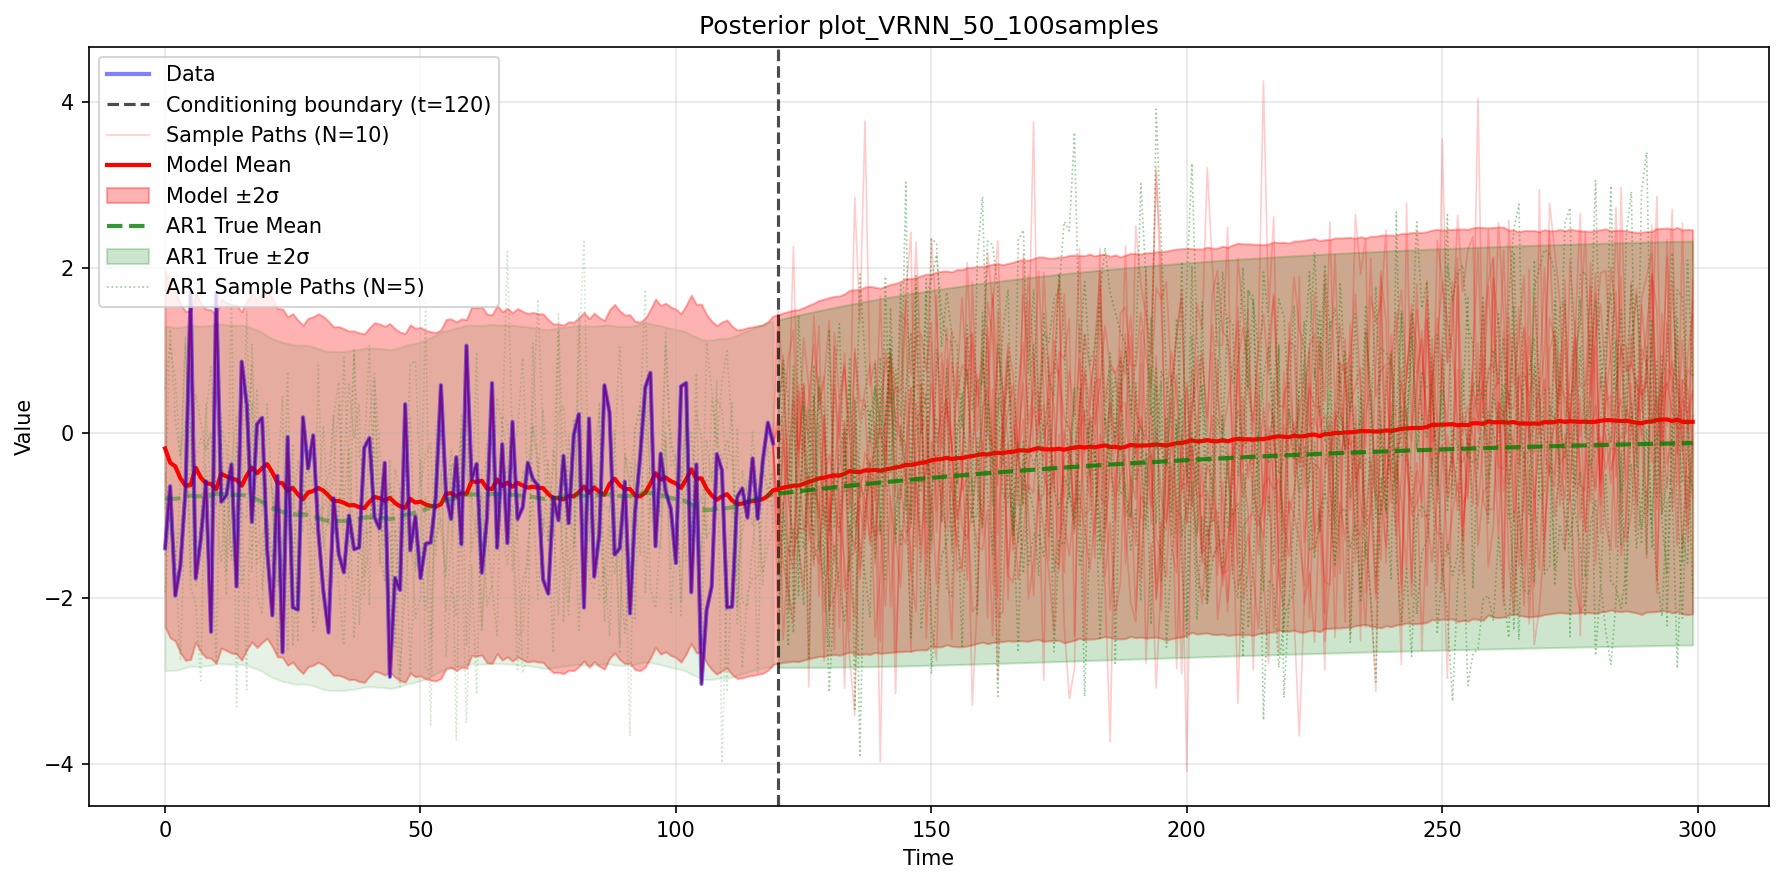 Posterior plot_VRNN_50_100samples
Data
Conditioning boundary (t=120)
Sample Paths (N=10)
Model Mean
Model ±2σ
AR1 True Mean
AR1 True ±2σ
AR1 Sample Paths (N=5)
Value
4
2
0
−2
−4
0 50 100 150 200 250 300
Time